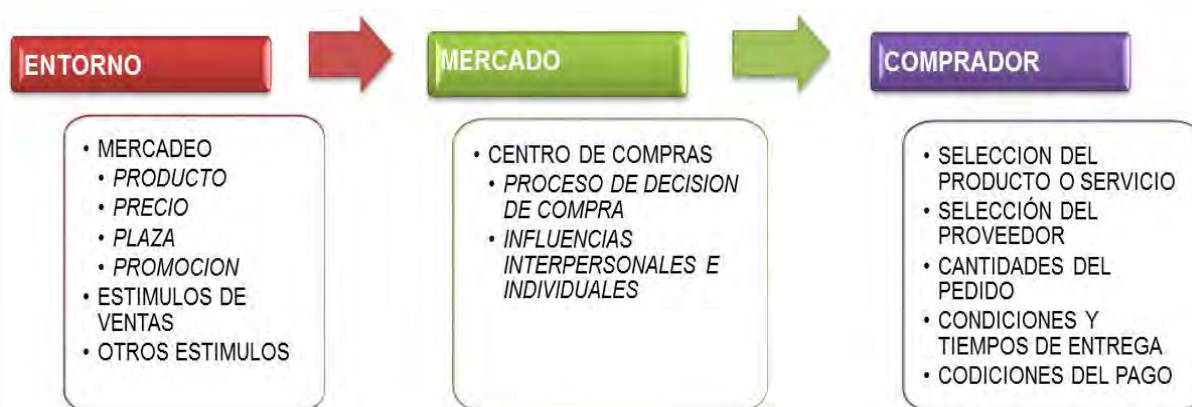 ENTORNO
• MERCADEO
• PRODUCTO
• PRECIO
• PLAZA
• PROMOCION
• ESTIMULOS DE
VENTAS
• OTROS ESTIMULOS
MERCADO
• CENTRO DE COMPRAS
• PROCESO DE DECISION
DE COMPRA
• INFLUENCIAS
INTERPERSONALES E
INDIVIDUALES
COMPRADOR
• SELECCION DEL
PRODUCTO O SERVICIO
• SELECCIÓN DEL
PROVEEDOR
• CANTIDADES DEL
PEDIDO
• CONDICIONES Y
TIEMPOS DE ENTREGA
• CODICIONES DEL PAGO